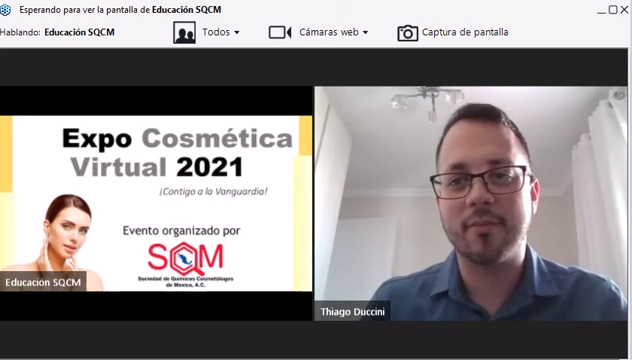 Esperando para ver la pantalla de Educación SQCM
Hablando: Educación SQCM
Todos
Cámaras web
Captura de pantalla
Expo Cosmética
Virtual 2021
¡Contigo a la Vanguardia!
Evento organizado por
SQM
Sociedad de Químicos Cosmetólogos
de México, A.C.
Educación SQCM
Thiago Duccini